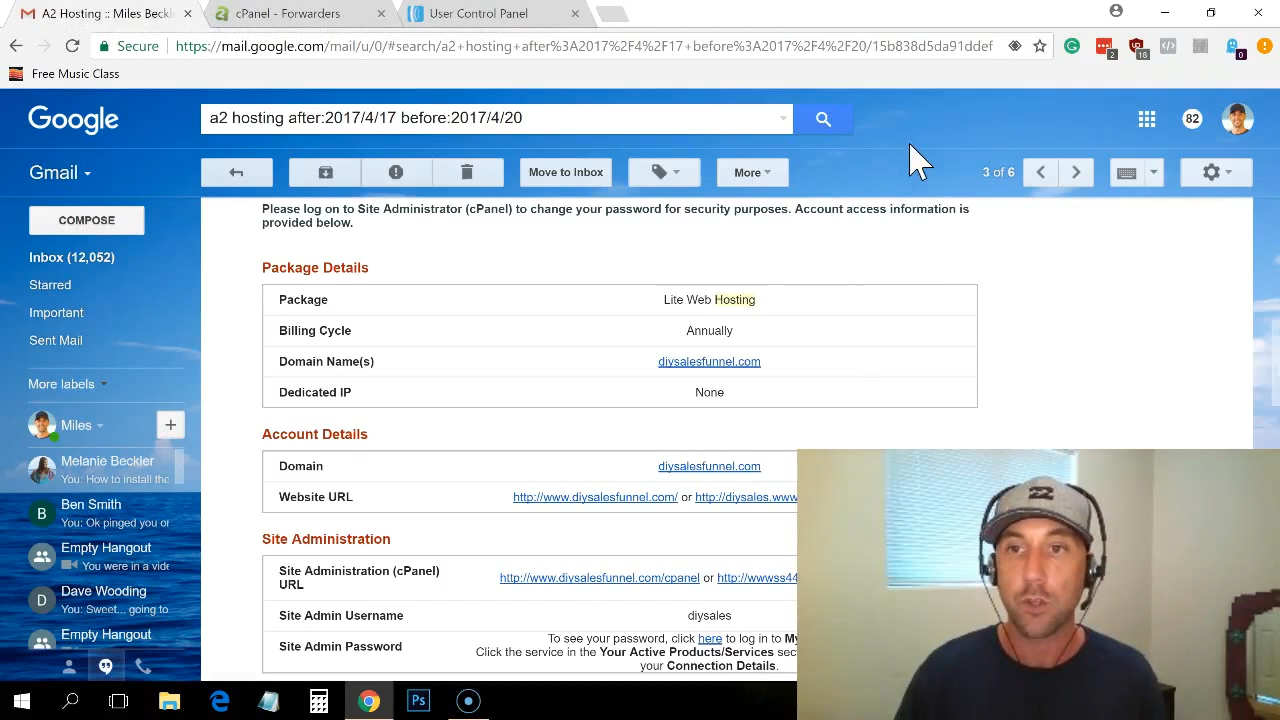 A2 Hosting :: Miles Beckl
cPanel - Forwarders
User Control Panel
Secure
https://mail.google.com/mail/u/0/#search/a2+hosting+after%3A2017%2F4%2F17+before%3A2017%2F4%2F20/15b838d5da91ddef
2
18
0
Free Music Class
Google
a2 hosting after:2017/4/17 before:2017/4/20
82
Gmail
Move to Inbox
More
3 of 6
COMPOSE
Inbox (12,052)
Starred
Important
Sent Mail
More labels
Miles
Melanie Beckler
You: How to install the
B
Ben Smith
You: Ok pinged you or
Empty Hangout
You were in a vide
D
Dave Wooding
You: Sweet... going to
Empty Hangout
You: Hey Brad
Please log on to Site Administrator (cPanel) to change your password for security purposes. Account access information is
provided below.
Package Details
Package Lite Web Hosting
Billing Cycle Annually
Domain Name(s) diysalesfunnel.com
Dedicated IP None
Account Details
Domain diysalesfunnel.com
Website URL http://www.diysalesfunnel.com/ or http://diysales.www
Site Administration
Site Administration (cPanel)
URL
http://www.diysalesfunnel.com/cpanel or http://wwwss44
Site Admin Username diysales
Site Admin Password
To see your password, click here to log in to My
Click the service in the Your Active Products/Services sec
your Connection Details.
Ps